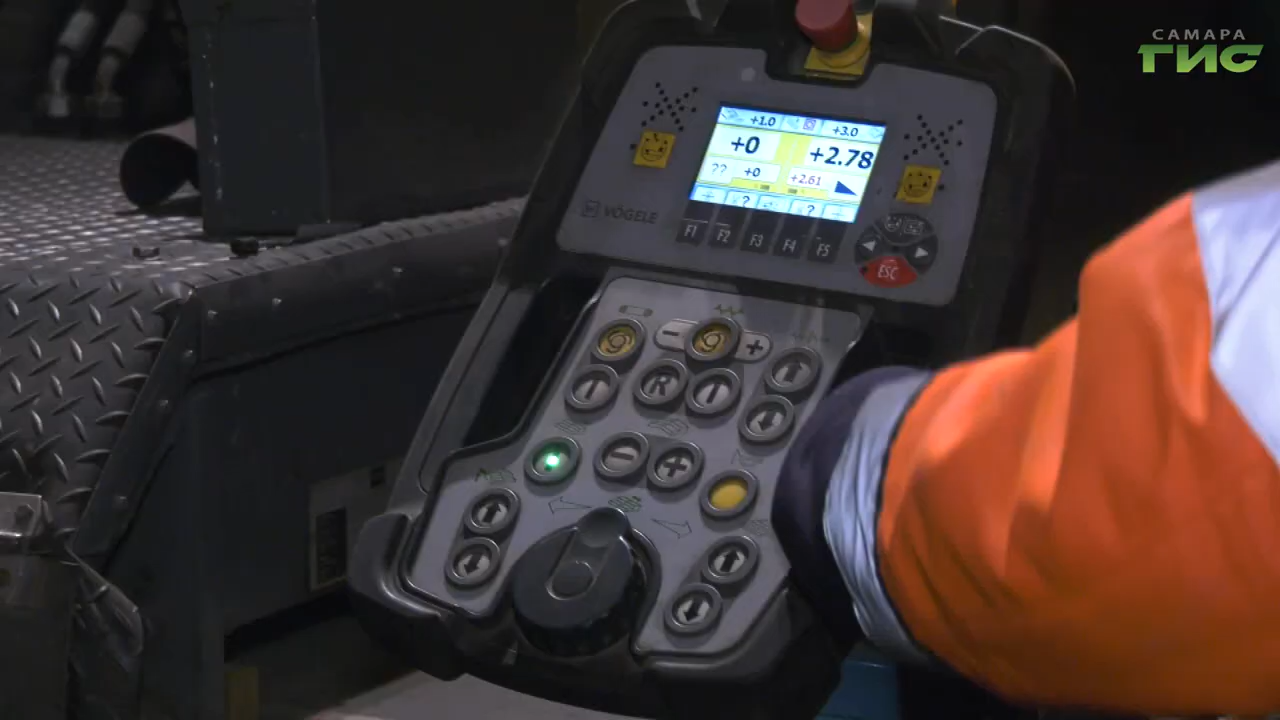 САМАРА
ГИС
+1.0 +3.0
+0 +2.78
?? +0 +2.61
? ?
VÖGELE
F1 F2 F3 F4 F5
ESC
− +
R
− +